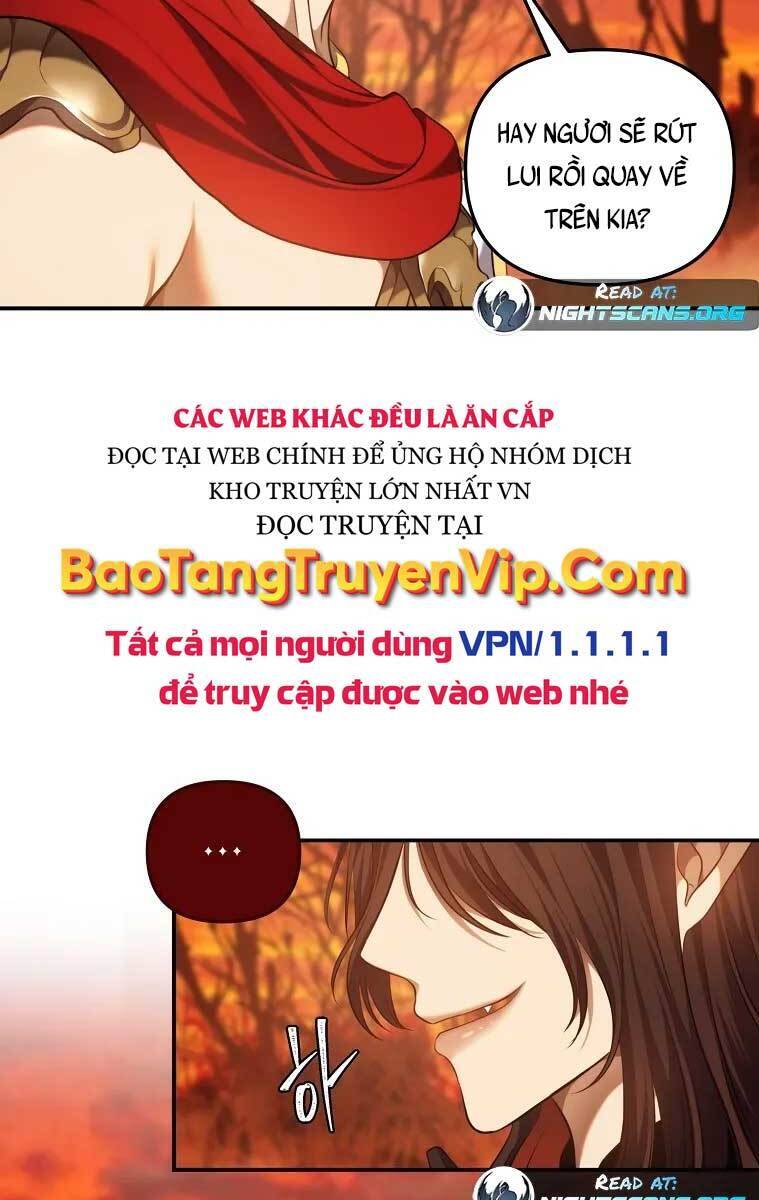 HAY NGƯƠI SẼ RÚT
LUI RỒI QUAY VỀ
TRÊN KIA?
READ AT:
NIGHTSCANS.ORG
CÁC WEB KHÁC ĐỀU LÀ ĂN CẮP
ĐỌC TẠI WEB CHÍNH ĐỂ ỦNG HỘ NHÓM DỊCH
KHO TRUYỆN LỚN NHẤT VN
ĐỌC TRUYỆN TẠI
BaoTangTruyenVip.Com
Tất cả mọi người dùng VPN/1.1.1.1
để truy cập được vào web nhé
...
하
READ AT:
NIGHTSCANS.ORG